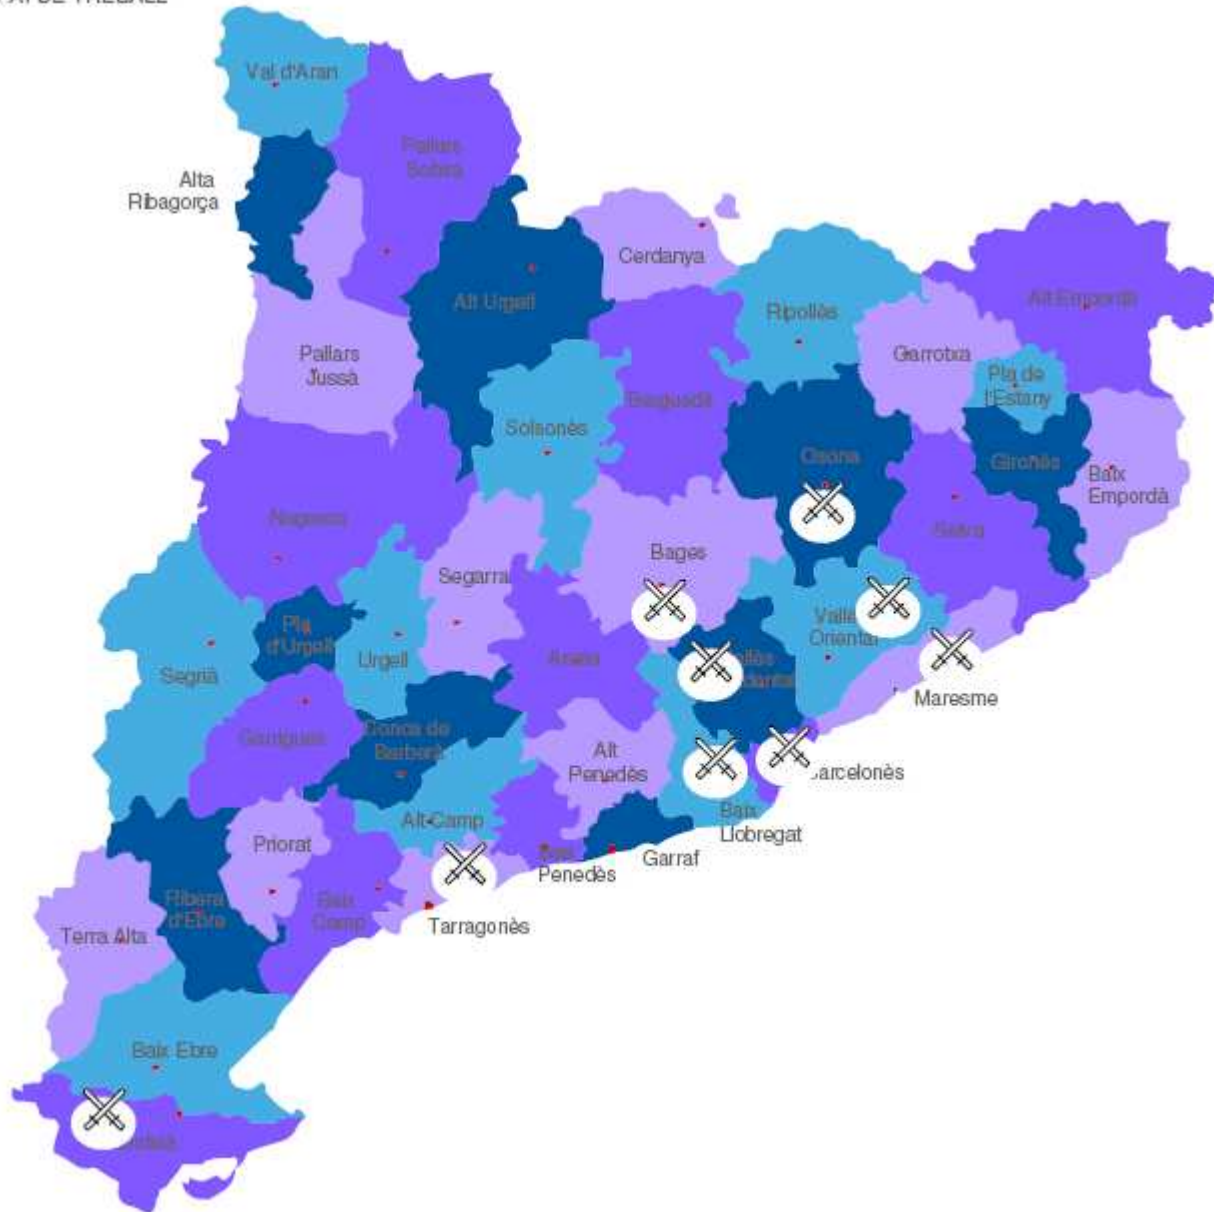 Val d'Aran
Pallars
Sobirà
Alta
Ribagorça
Cerdanya
Alt Urgell
Ripollès
Alt Empordà
Garrotxa
Pallars
Jussà
Pla de
l'Estany
Berguedà
Solsonès
Osona
Gironès
Baix
Empordà
Noguera
Selva
Bages
Segarra
Vallès
Oriental
Pla
d'Urgell
Urgell
Anoia
Segrià
Maresme
Garrigues
Conca de
Barberà
Alt
Penedès
Baix
Llobregat
Alt Camp
Priorat
Garraf
Penedès
Ribera
d'Ebre
Baix
Camp
Tarragonès
Terra Alta
Baix Ebre